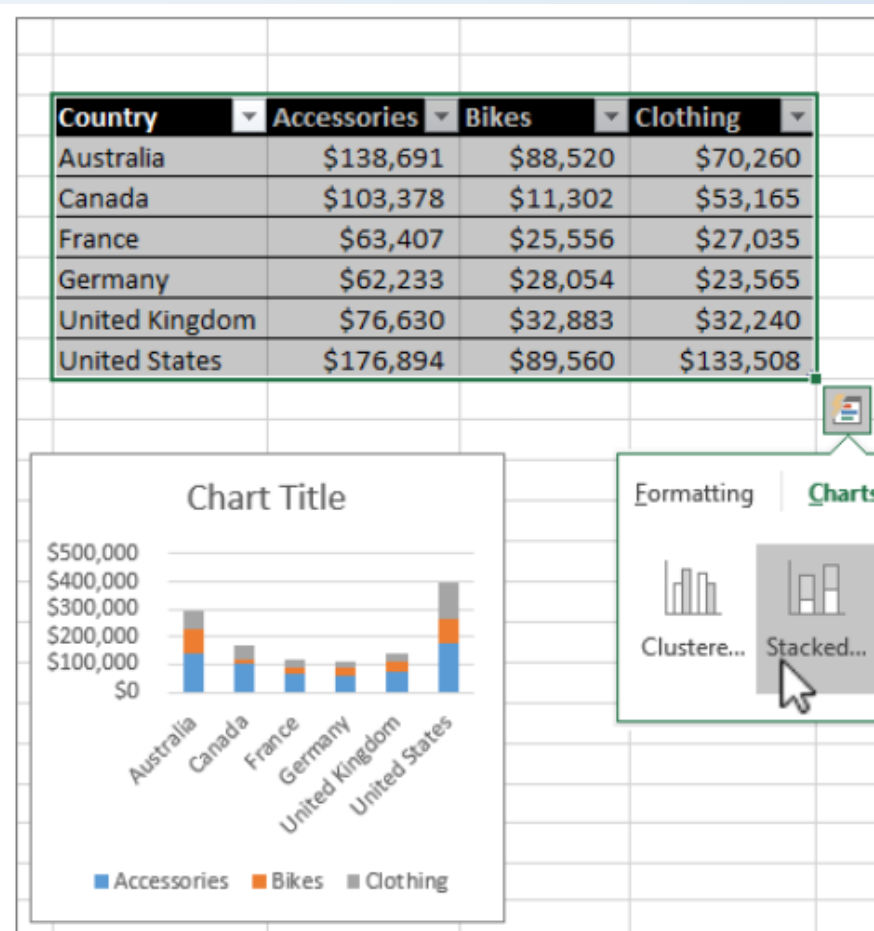 Country Accessories Bikes Clothing
Australia $138,691 $88,520 $70,260
Canada $103,378 $11,302 $53,165
France $63,407 $25,556 $27,035
Germany $62,233 $28,054 $23,565
United Kingdom $76,630 $32,883 $32,240
United States $176,894 $89,560 $133,508
Chart Title
$500,000
$400,000
$300,000
$200,000
$100,000
$0
Australia Canada France Germany United Kingdom United States
Accessories Bikes Clothing
Formatting Charts
Clustere... Stacked...